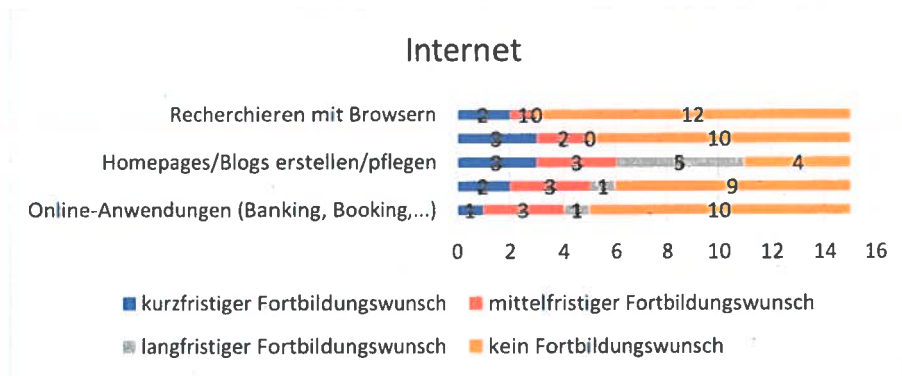 Internet
Recherchieren mit Browsern 2 1 0 12
3 2 0 10
Homepages/Blogs erstellen/pflegen 3 3 5 4
2 3 1 9
Online-Anwendungen (Banking, Booking,...) 1 3 1 10
0 2 4 6 8 10 12 14 16
kurzfristiger Fortbildungswunsch mittelfristiger Fortbildungswunsch
langfristiger Fortbildungswunsch kein Fortbildungswunsch